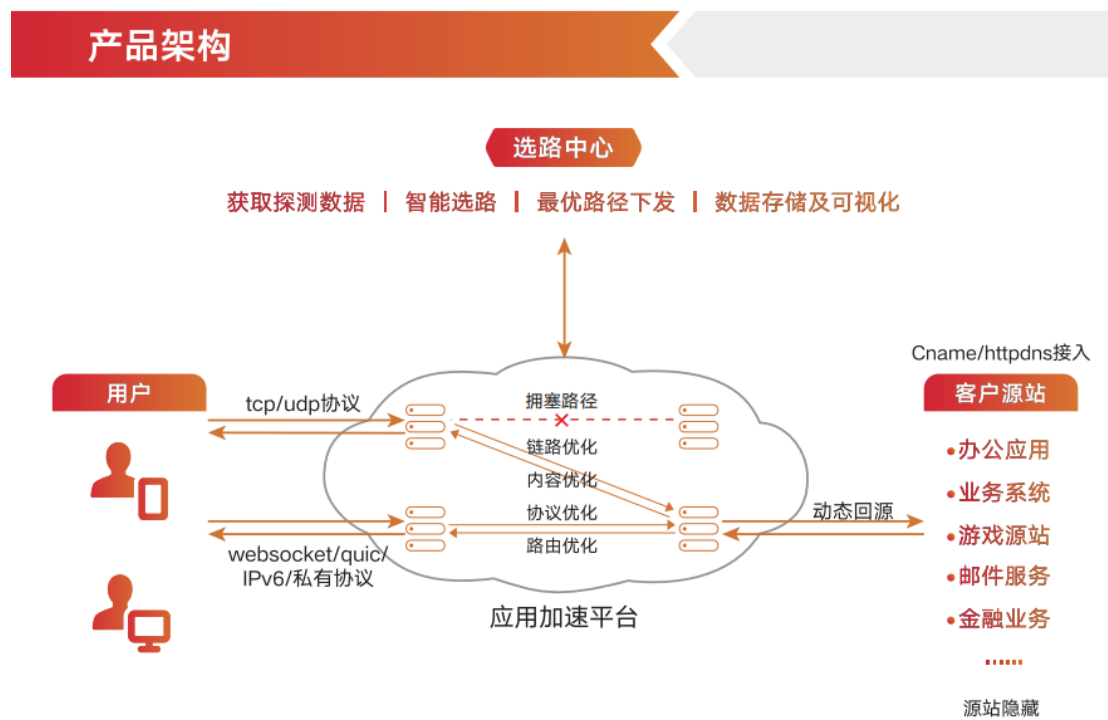 产品架构
选路中心
获取探测数据 | 智能选路 | 最优路径下发 | 数据存储及可视化
Cname/httpdns接入
用户
客户源站
tcp/udp协议
拥塞路径
链路优化
内容优化
协议优化
路由优化
动态回源
websocket/quic/
IPv6/私有协议
应用加速平台
•办公应用
•业务系统
•游戏源站
•邮件服务
•金融业务
......
源站隐藏